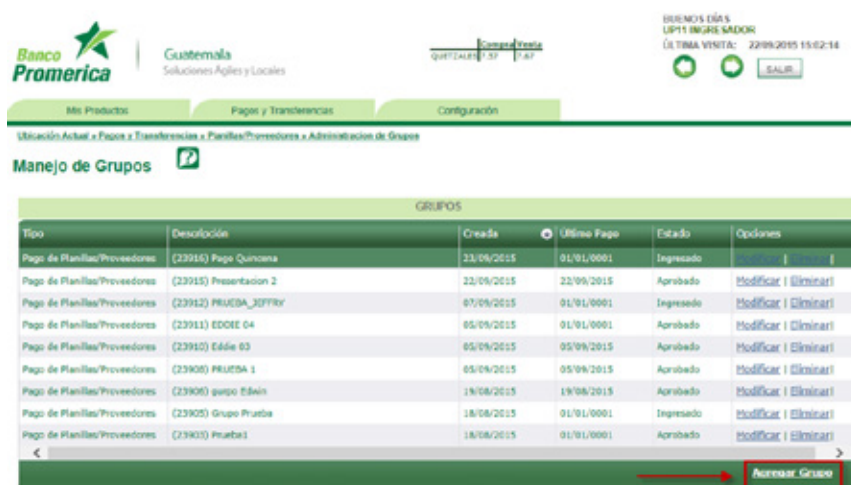 BUENOS DÍAS
UP11 INGRESADOR
ÚLTIMA VISITA: 22/09/2015 15:02:14
Banco
Promerica
Guatemala
Soluciones Ágiles y Locales
Compra Venta
QUETZALES 7.57 7.67
SALIR
Mis Productos Pagos y Transferencias Configuración
Ubicación Actual » Pagos y Transferencias » Planillas/Proveedores » Administracion de Grupos
Manejo de Grupos
GRUPOS
Tipo Descripción Creada Último Pago Estado Opciones
Pago de Planillas/Proveedores (23916) Pago Quincena 23/09/2015 01/01/0001 Ingresado Modificar | Eliminar|
Pago de Planillas/Proveedores (23915) Presentacion 2 22/09/2015 22/09/2015 Aprobado Modificar | Eliminar|
Pago de Planillas/Proveedores (23912) PRUEBA_JEFFRY 07/09/2015 01/01/0001 Ingresado Modificar | Eliminar|
Pago de Planillas/Proveedores (23911) EDDIE 04 05/09/2015 01/01/0001 Aprobado Modificar | Eliminar|
Pago de Planillas/Proveedores (23910) Eddie 03 05/09/2015 05/09/2015 Aprobado Modificar | Eliminar|
Pago de Planillas/Proveedores (23908) PRUEBA 1 05/09/2015 05/09/2015 Aprobado Modificar | Eliminar|
Pago de Planillas/Proveedores (23906) gurpo Edwin 19/08/2015 19/08/2015 Aprobado Modificar | Eliminar|
Pago de Planillas/Proveedores (23905) Grupo Prueba 18/08/2015 01/01/0001 Ingresado Modificar | Eliminar|
Pago de Planillas/Proveedores (23903) Prueba1 18/08/2015 01/01/0001 Aprobado Modificar | Eliminar|
Agregar Grupo